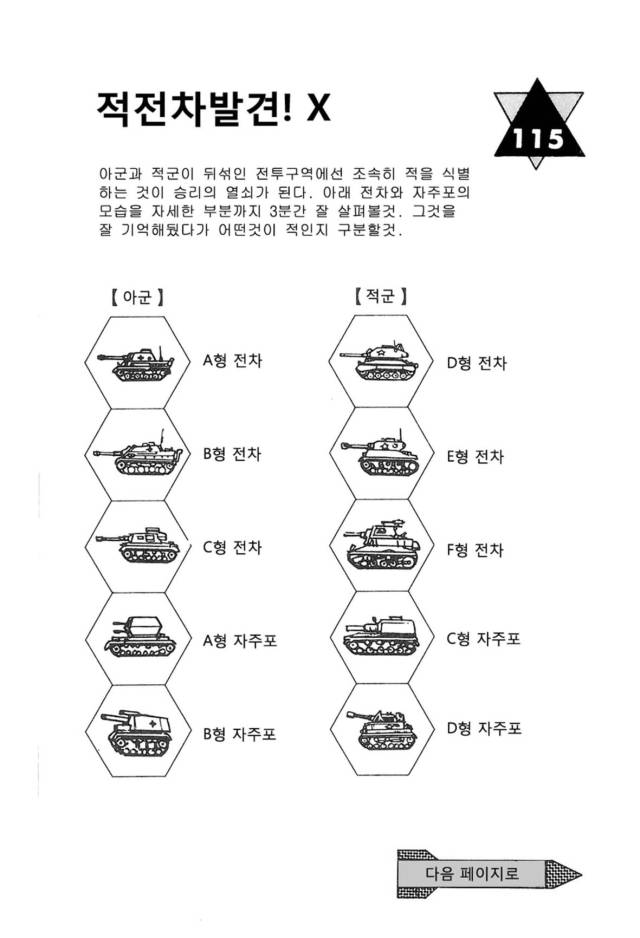 적전차발견! X
115
아군과 적군이 뒤섞인 전투구역에선 조속히 적을 식별
하는 것이 승리의 열쇠가 된다. 아래 전차와 자주포의
모습을 자세한 부분까지 3분간 잘 살펴볼것. 그것을
잘 기억해뒀다가 어떤것이 적인지 구분할것.
【아군】
A형 전차
B형 전차
C형 전차
A형 자주포
B형 자주포
【적군】
D형 전차
E형 전차
F형 전차
C형 자주포
D형 자주포
다음 페이지로